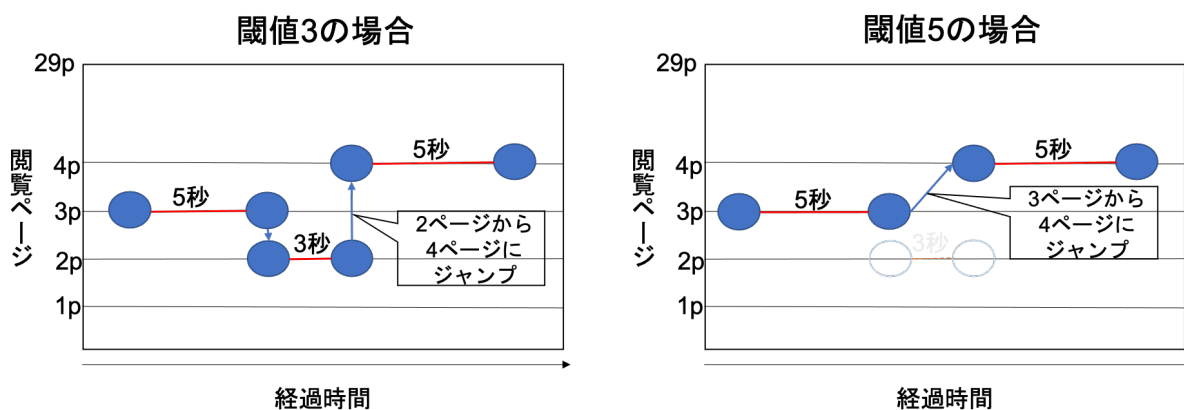 閾値3の場合
29p
4p
3p
2p
1p
閲覧ページ
5秒
5秒
3秒
2ページから
4ページに
ジャンプ
経過時間
閾値5の場合
29p
4p
3p
2p
1p
閲覧ページ
5秒
5秒
3秒
3ページから
4ページに
ジャンプ
経過時間